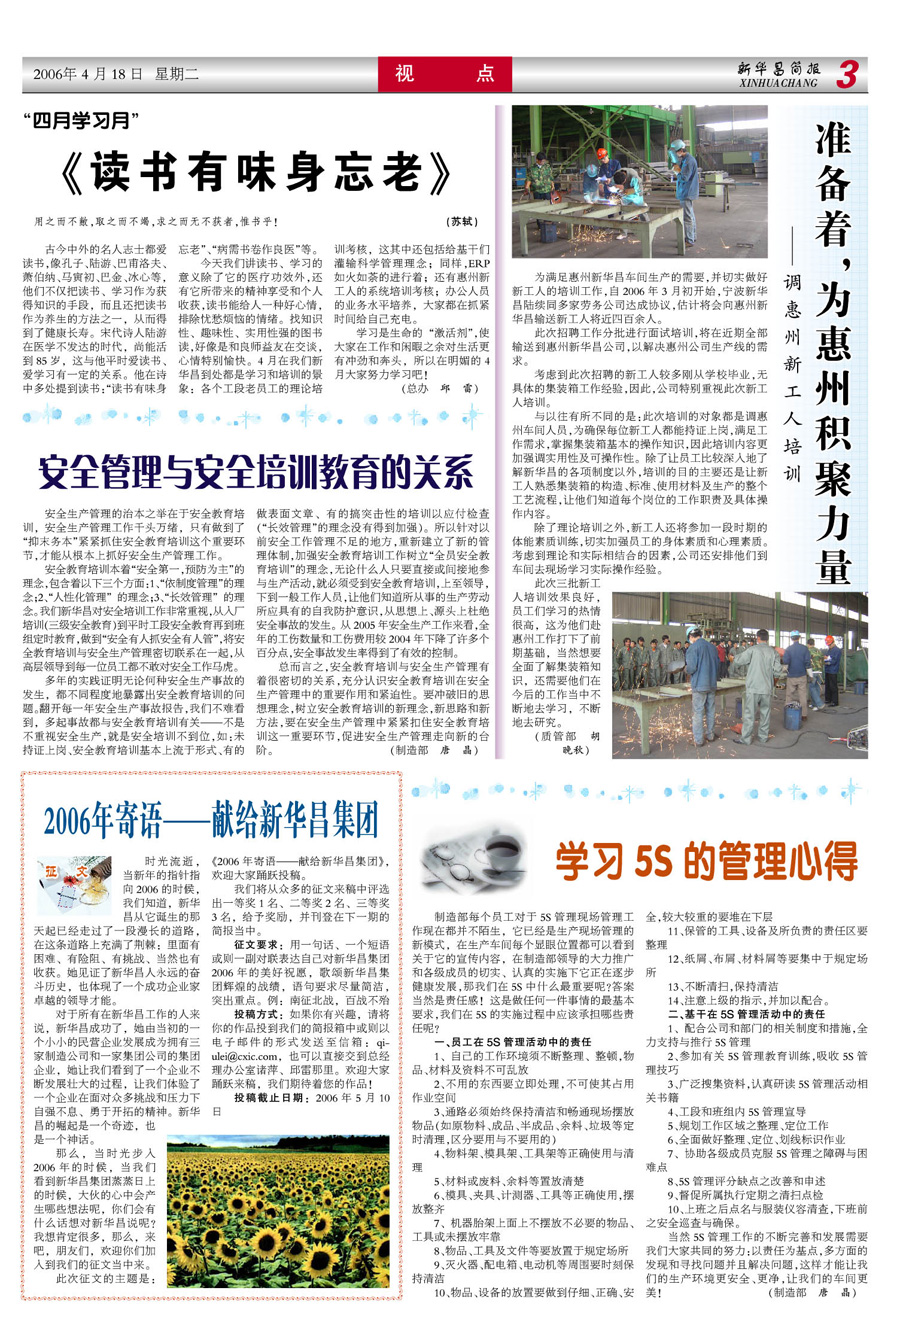 2006年 4 月 18 日 星期二
视 点
新华昌简报
XINHUACHANG
3
“四月学习月”
《读书有味身忘老》
用之而不敝,取之而不竭,求之而无不获者,惟书乎!
(苏轼)
古今中外的名人志士都爱
读书,像孔子、陆游、巴甫洛夫、
萧伯纳、马寅初、巴金、冰心等,
他们不仅把读书、学习作为获
得知识的手段，而且还把读书
作为养生的方法之一，从而得
到了健康长寿。宋代诗人陆游
在医学不发达的时代，尚能活
到 85 岁，这与他平时爱读书、
爱学习有一定的关系。他在诗
中多处提到读书:“读书有味身
忘老”、“病需书卷作良医”等。
今天我们讲读书、学习的
意义除了它的医疗功效外,还
有它所带来的精神享受和个人
收获,读书能给人一种好心情,
排除忧愁烦恼的情绪。找知识
性、趣味性、实用性强的图书
读,好像是和良师益友在交谈,
心情特别愉快。4 月在我们新
华昌到处都是学习和培训的景
象：各个工段老员工的理论培
训考核，这其中还包括给基干们
灌输科学管理理念；同样,ERP
如火如荼的进行着；还有惠州新
工人的系统培训考核；办公人员
的业务水平培养，大家都在抓紧
时间给自己充电。
学习是生命的 “激活剂”,使
大家在工作和闲暇之余对生活更
有冲劲和奔头，所以在明媚的 4
月大家努力学习吧!
(总办 邱 雷)
安全管理与安全培训教育的关系
安全生产管理的治本之举在于安全教育培
训，安全生产管理工作千头万绪，只有做到了
“抑末务本”紧紧抓住安全教育培训这个重要环
节,才能从根本上抓好安全生产管理工作。
安全教育培训本着“安全第一,预防为主”的
理念,包含着以下三个方面:1、“依制度管理”的理
念;2、“人性化管理” 的理念;3、“长效管理” 的理
念。我们新华昌对安全培训工作非常重视,从入厂
培训(三级安全教育)到平时工段安全教育再到班
组定时教育,做到“安全有人抓安全有人管”,将安
全教育培训与安全生产管理密切联系在一起,从
高层领导到每一位员工都不敢对安全工作马虎。
多年的实践证明无论何种安全生产事故的
发生，都不同程度地暴露出安全教育培训的问
题。翻开每一年安全生产事故报告,我们不难看
到，多起事故都与安全教育培训有关——不是
不重视安全生产,就是安全培训不到位,如:未
持证上岗、安全教育培训基本上流于形式、有的
做表面文章、有的搞突击性的培训以应付检查
(“长效管理”的理念没有得到加强)。所以针对以
前安全工作管理不足的地方,重新建立了新的管
理体制,加强安全教育培训工作树立“全员安全教
育培训”的理念,无论什么人只要直接或间接地参
与生产活动,就必须受到安全教育培训,上至领导,
下到一般工作人员,让他们知道所从事的生产劳动
所应具有的自我防护意识,从思想上、源头上杜绝
安全事故的发生。从 2005 年安全生产工作来看,全
年的工伤数量和工伤费用较 2004 年下降了许多个
百分点,安全事故发生率得到了有效的控制。
总而言之,安全教育培训与安全生产管理有
着很密切的关系,充分认识安全教育培训在安全
生产管理中的重要作用和紧迫性。要冲破旧的思
想理念,树立安全教育培训的新理念,新思路和新
方法,要在安全生产管理中紧紧扣住安全教育培
训这一重要环节,促进安全生产管理走向新的台
阶。 (制造部 唐 晶)
准备着,为惠州积聚力量
——调惠州新工人培训
为满足惠州新华昌车间生产的需要,并切实做好
新工人的培训工作,自 2006 年 3 月初开始,宁波新华
昌陆续同多家劳务公司达成协议,估计将会向惠州新
华昌输送新工人将近四百余人。
此次招聘工作分批进行面试培训,将在近期全部
输送到惠州新华昌公司,以解决惠州公司生产线的需
求。
考虑到此次招聘的新工人较多刚从学校毕业,无
具体的集装箱工作经验,因此,公司特别重视此次新工
人培训。
与以往有所不同的是:此次培训的对象都是调惠
州车间人员,为确保每位新工人都能持证上岗,满足工
作需求,掌握集装箱基本的操作知识,因此培训内容更
加强调实用性及可操作性。除了让员工比较深入地了
解新华昌的各项制度以外,培训的目的主要还是让新
工人熟悉集装箱的构造、标准、使用材料及生产的整个
工艺流程,让他们知道每个岗位的工作职责及具体操
作内容。
除了理论培训之外,新工人还将参加一段时期的
体能素质训练,切实加强员工的身体素质和心理素质。
考虑到理论和实际相结合的因素,公司还安排他们到
车间去现场学习实际操作经验。
此次三批新工
人培训效果良好,
员工们学习的热情
很高，这为他们赴
惠州工作打下了前
期基础，当然想要
全面了解集装箱知
识，还需要他们在
今后的工作当中不
断地去学习，不断
地去研究。
(质管部 胡
晓秋)
2006年寄语——献给新华昌集团
征 文
时光流逝，
当新年的指针指
向 2006 的时候，
我们知道，新华
昌从它诞生的那
天起已经走过了一段漫长的道路,
在这条道路上充满了荆棘；里面有
困难、有险阻、有挑战、当然也有
收获。她见证了新华昌人永远的奋
斗历史，也体现了一个成功企业家
卓越的领导才能。
对于所有在新华昌工作的人来
说，新华昌成功了，她由当初的一
个小小的民营企业发展成为拥有三
家制造公司和一家集团公司的集团
企业，她让我们看到了一个企业不
断发展壮大的过程，让我们体验了
一个企业在面对众多挑战和压力下
自强不息、勇于开拓的精神。新华
昌的崛起是一个奇迹，也
是一个神话。
那么，当时光步入
2006 年的时候，当我们
看到新华昌集团蒸蒸日上
的时候，大伙的心中会产
生哪些想法呢，你们会有
什么话想对新华昌说呢?
我想肯定很多，那么，来
吧，朋友们，欢迎你们加
入到我们的征文当中来。
此次征文的主题是：
《2006 年寄语——献给新华昌集团》，
欢迎大家踊跃投稿。
我们将从众多的征文来稿中评选
出一等奖 1 名、二等奖 2 名、三等奖
3 名，给予奖励，并刊登在下一期的
简报当中。
征文要求：用一句话、一个短语
或则一副对联表达自己对新华昌集团
2006 年的美好祝愿，歌颂新华昌集
团辉煌的战绩，语句要求尽量简洁，
突出重点。例：南征北战，百战不殆
投稿方式：如果你有兴趣，请将
你的作品投到我们的简报箱中或则以
电子邮件的形式发送至信箱：qi-
ulei@cxic.com，也可以直接交到总经
理办公室诸萍、邱雷那里。欢迎大家
踊跃来稿，我们期待着您的作品!
投稿截止日期：2006 年 5 月 10
日
学习 5S 的管理心得
制造部每个员工对于 5S 管理现场管理工
作现在都并不陌生，它已经是生产现场管理的
新模式，在生产车间每个显眼位置都可以看到
关于它的宣传内容，在制造部领导的大力推广
和各级成员的切实、认真的实施下它正在逐步
健康发展,那我们在 5S 中什么最重要呢?答案
当然是责任感！这是做任何一件事情的最基本
要求,我们在 5S 的实施过程中应该承担哪些责
任呢?
一、员工在 5S 管理活动中的责任
1、自己的工作环境须不断整理、整顿,物
品、材料及资料不可乱放
2、不用的东西要立即处理,不可使其占用
作业空间
3、通路必须始终保持清洁和畅通现场摆放
物品(如原物料、成品、半成品、余料、垃圾等定
时清理,区分要用与不要用的)
4、物料架、模具架、工具架等正确使用与清
理
5、材料或废料、余料等置放清楚
6、模具、夹具、计测器、工具等正确使用,摆
放整齐
7、机器胎架上面上不摆放不必要的物品、
工具或未摆放牢靠
8、物品、工具及文件等要放置于规定场所
9、灭火器、配电箱、电动机等周围要时刻保
持清洁
10、物品、设备的放置要做到仔细、正确、安
全,较大较重的要堆在下层
11、保管的工具、设备及所负责的责任区要
整理
12、纸屑、布屑、材料屑等要集中于规定场
所
13、不断清扫,保持清洁
14、注意上级的指示,并加以配合。
二、基干在 5S 管理活动中的责任
1、配合公司和部门的相关制度和措施,全
力支持与推行 5S 管理
2、参加有关 5S 管理教育训练,吸收 5S 管
理技巧
3、广泛搜集资料,认真研读 5S 管理活动相
关书籍
4、工段和班组内 5S 管理宣导
5、规划工作区域之整理、定位工作
6、全面做好整理、定位、划线标识作业
7、协助各级成员克服 5S 管理之障碍与困
难点
8、5S 管理评分缺点之改善和申述
9、督促所属执行定期之清扫点检
10、上班之后点名与服装仪容清查,下班前
之安全巡查与确保。
当然 5S 管理工作的不断完善和发展需要
我们大家共同的努力;以责任为基点,多方面的
发现和寻找问题并且解决问题,这样才能让我
们的生产环境更安全、更净,让我们的车间更
美! (制造部 唐 晶)